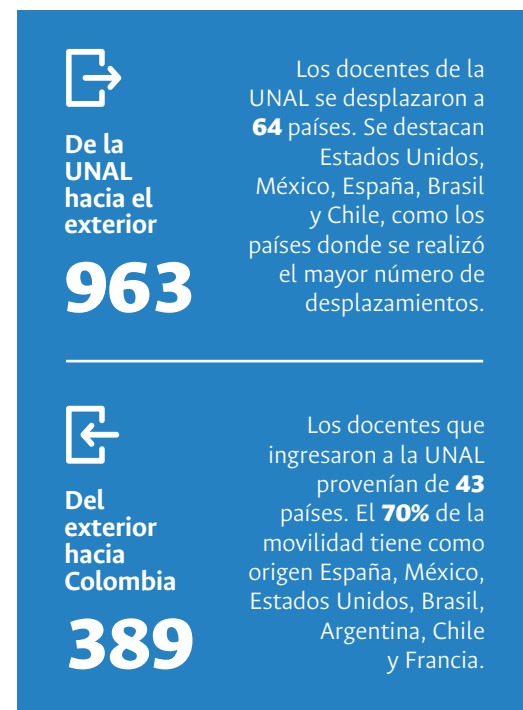 De la
UNAL
hacia el
exterior
963
Los docentes de la
UNAL se desplazaron a
64 países. Se destacan
Estados Unidos,
México, España, Brasil
y Chile, como los
países donde se realizó
el mayor número de
desplazamientos.
Del
exterior
hacia
Colombia
389
Los docentes que
ingresaron a la UNAL
provenían de 43
países. El 70% de la
movilidad tiene como
origen España, México,
Estados Unidos, Brasil,
Argentina, Chile
y Francia.